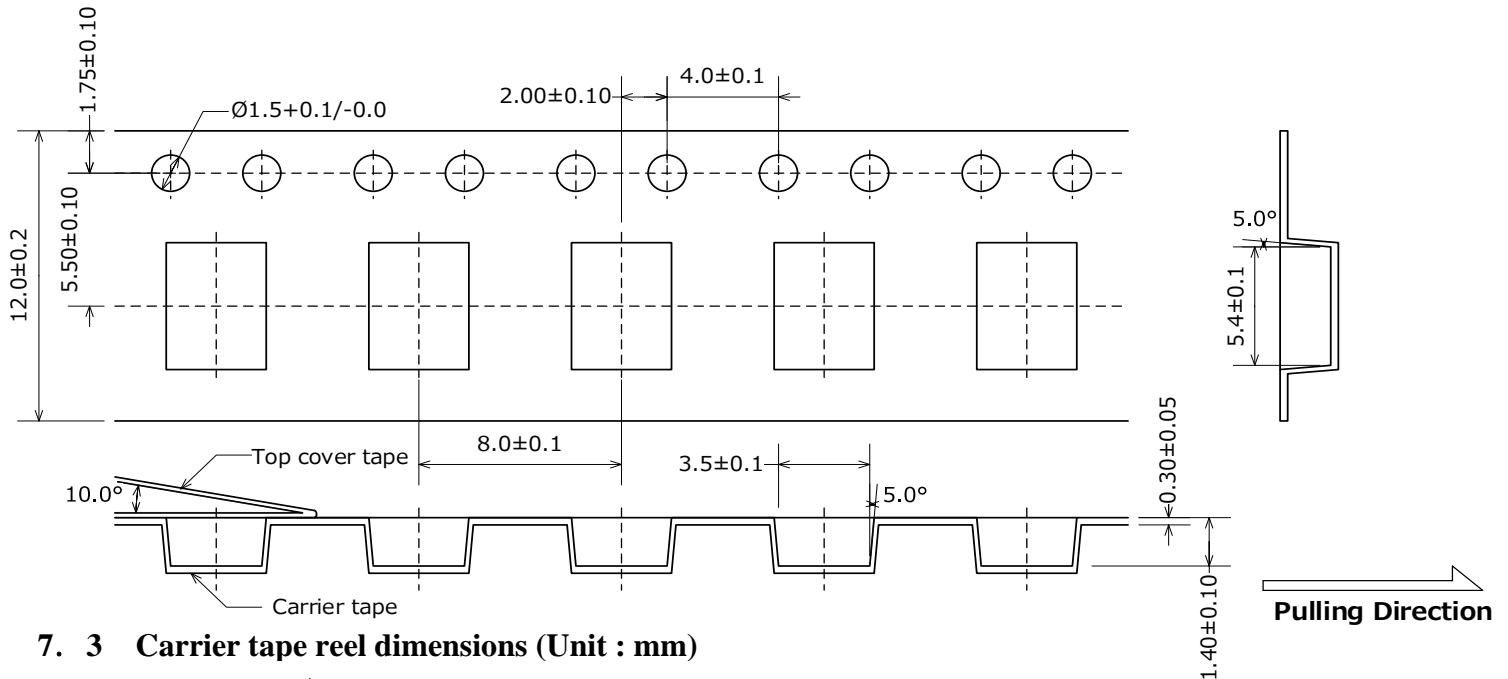 1.75±0.10
Ø1.5+0.1/-0.0
2.00±0.10
4.0±0.1
12.0±0.2
5.50±0.10
5.0°
5.4±0.1
8.0±0.1
3.5±0.1
Top cover tape
10.0°
5.0°
0.30±0.05
1.40±0.10
Carrier tape
Pulling Direction
7. 3 Carrier tape reel dimensions (Unit : mm)